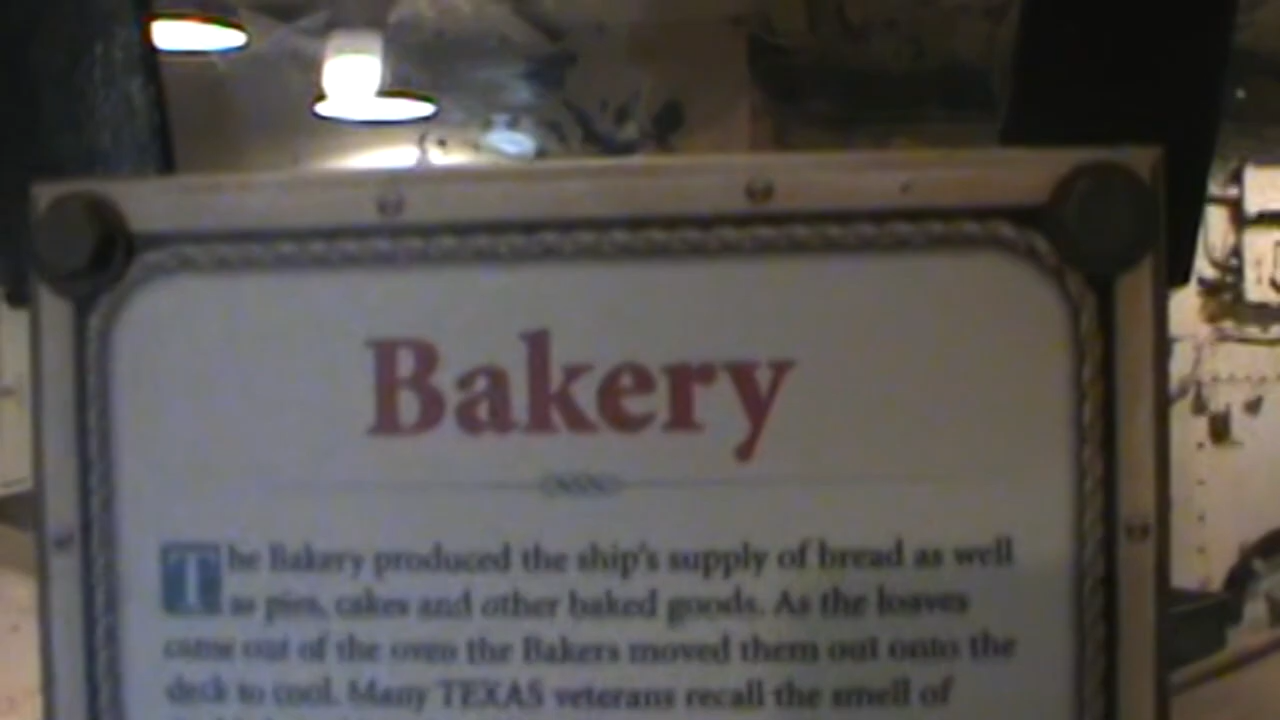 Bakery
The Bakery produced the ship's supply of bread as well
as pies, cakes and other baked goods. As the loaves
came out of the oven the Bakers moved them out onto the
deck to cool. Many TEXAS veterans recall the smell of